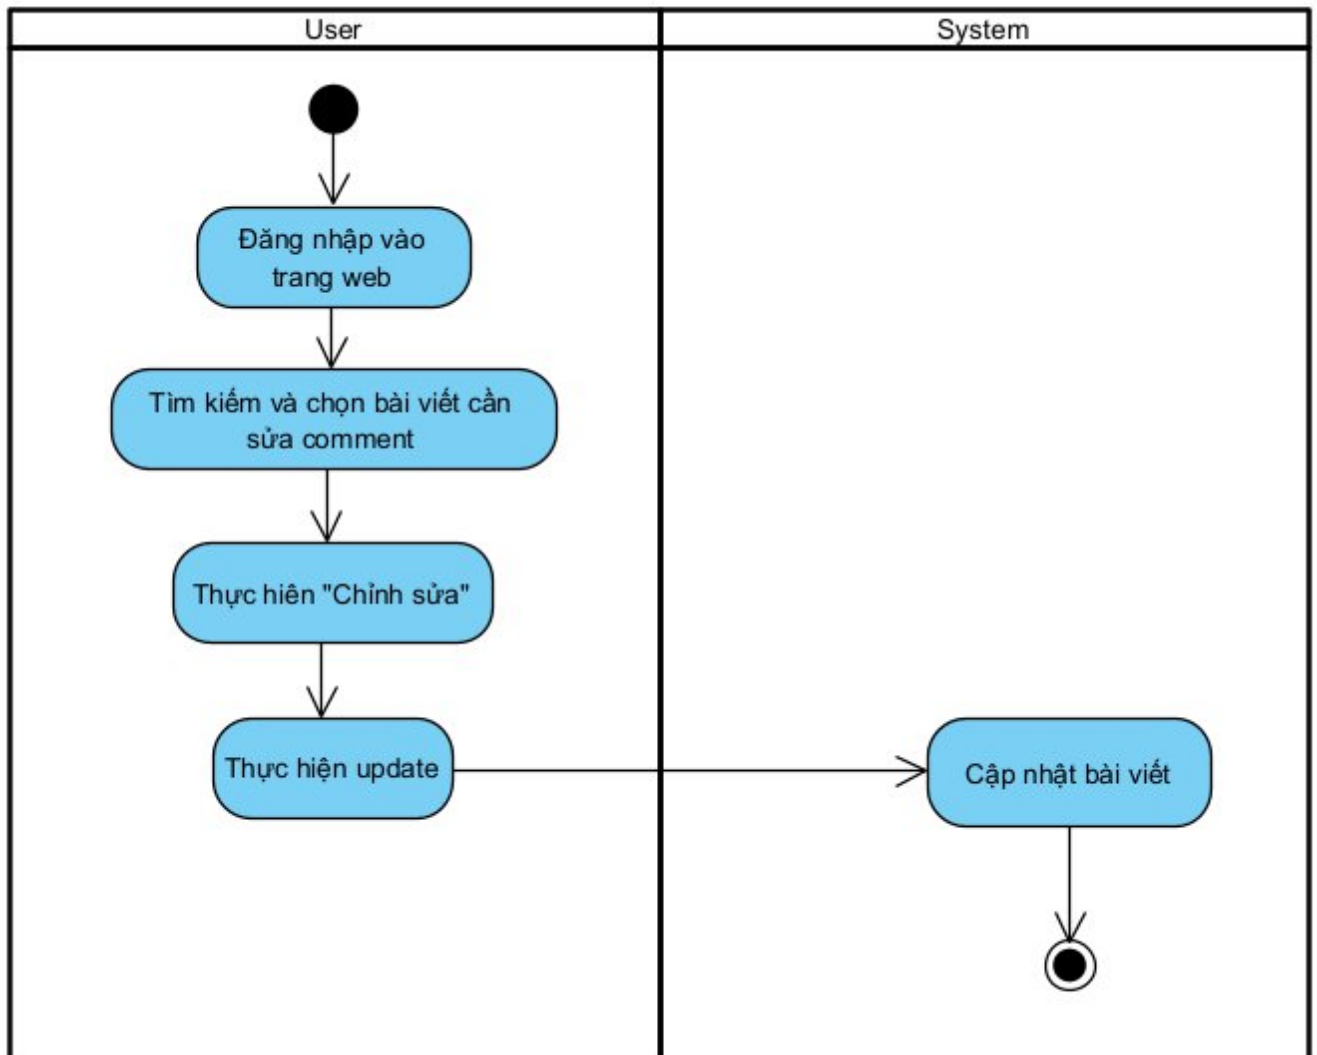 User
System
Đăng nhập vào
trang web
Tìm kiếm và chọn bài viết cần
sửa comment
Thực hiên "Chỉnh sửa"
Thực hiện update
Cập nhật bài viết